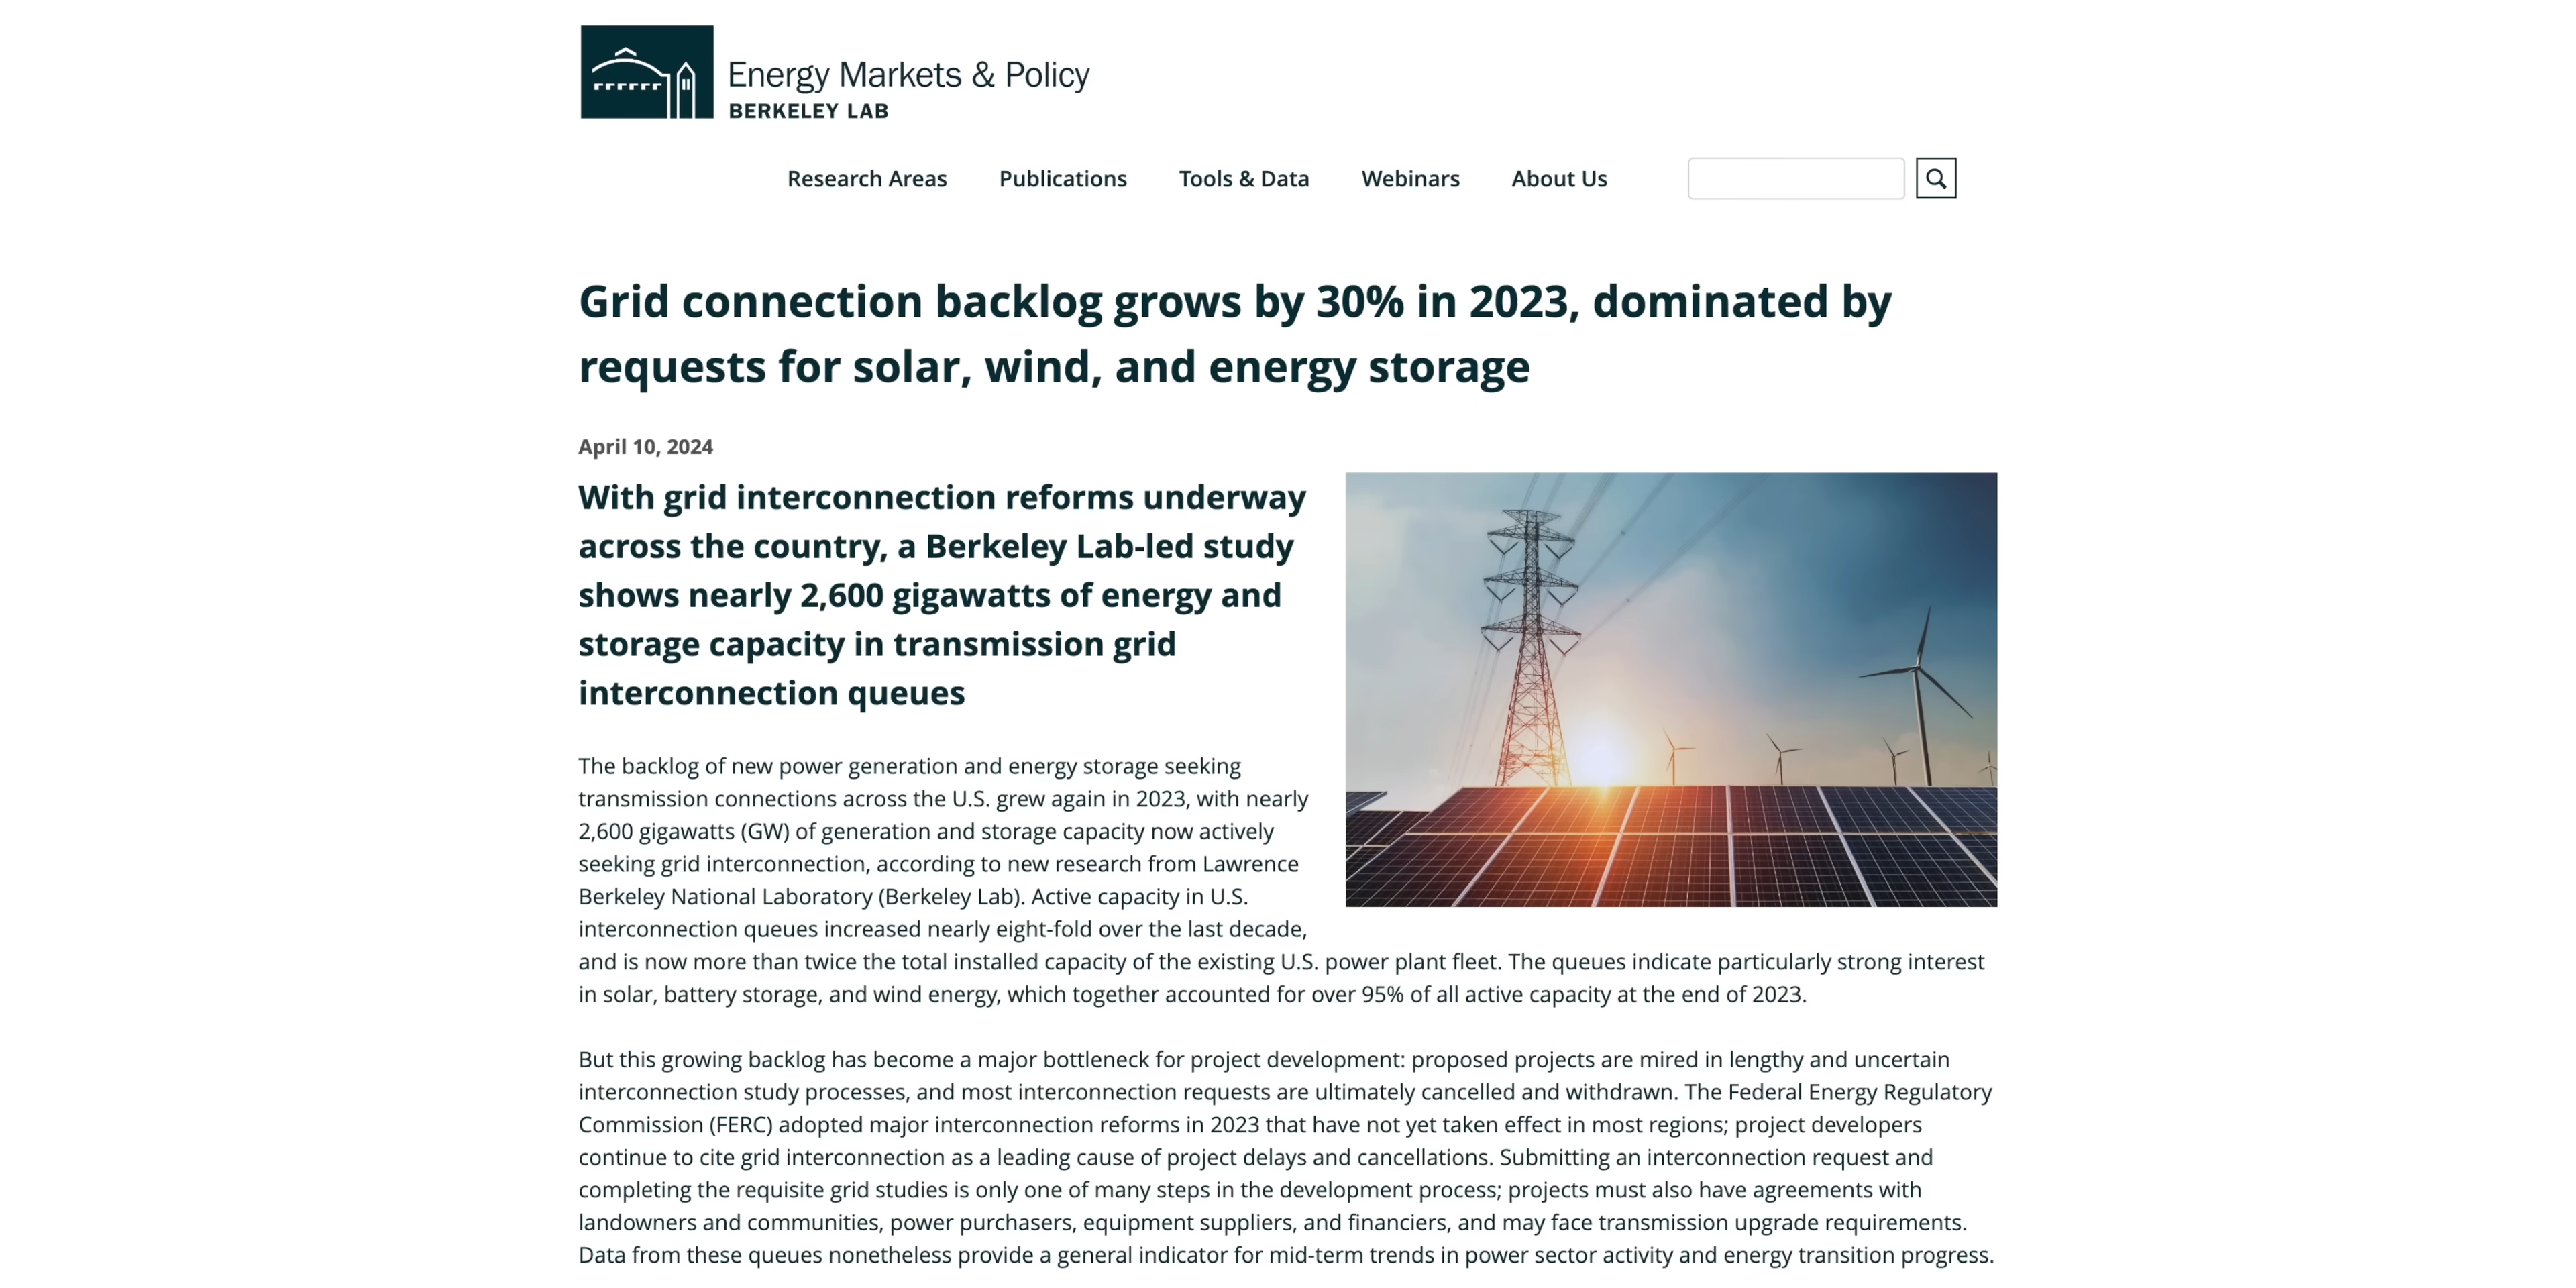 Energy Markets & Policy
BERKELEY LAB
Research Areas Publications Tools & Data Webinars About Us
Grid connection backlog grows by 30% in 2023, dominated by
requests for solar, wind, and energy storage
April 10, 2024
With grid interconnection reforms underway
across the country, a Berkeley Lab-led study
shows nearly 2,600 gigawatts of energy and
storage capacity in transmission grid
interconnection queues
The backlog of new power generation and energy storage seeking
transmission connections across the U.S. grew again in 2023, with nearly
2,600 gigawatts (GW) of generation and storage capacity now actively
seeking grid interconnection, according to new research from Lawrence
Berkeley National Laboratory (Berkeley Lab). Active capacity in U.S.
interconnection queues increased nearly eight-fold over the last decade,
and is now more than twice the total installed capacity of the existing U.S. power plant fleet. The queues indicate particularly strong interest
in solar, battery storage, and wind energy, which together accounted for over 95% of all active capacity at the end of 2023.
But this growing backlog has become a major bottleneck for project development: proposed projects are mired in lengthy and uncertain
interconnection study processes, and most interconnection requests are ultimately cancelled and withdrawn. The Federal Energy Regulatory
Commission (FERC) adopted major interconnection reforms in 2023 that have not yet taken effect in most regions; project developers
continue to cite grid interconnection as a leading cause of project delays and cancellations. Submitting an interconnection request and
completing the requisite grid studies is only one of many steps in the development process; projects must also have agreements with
landowners and communities, power purchasers, equipment suppliers, and financiers, and may face transmission upgrade requirements.
Data from these queues nonetheless provide a general indicator for mid-term trends in power sector activity and energy transition progress.